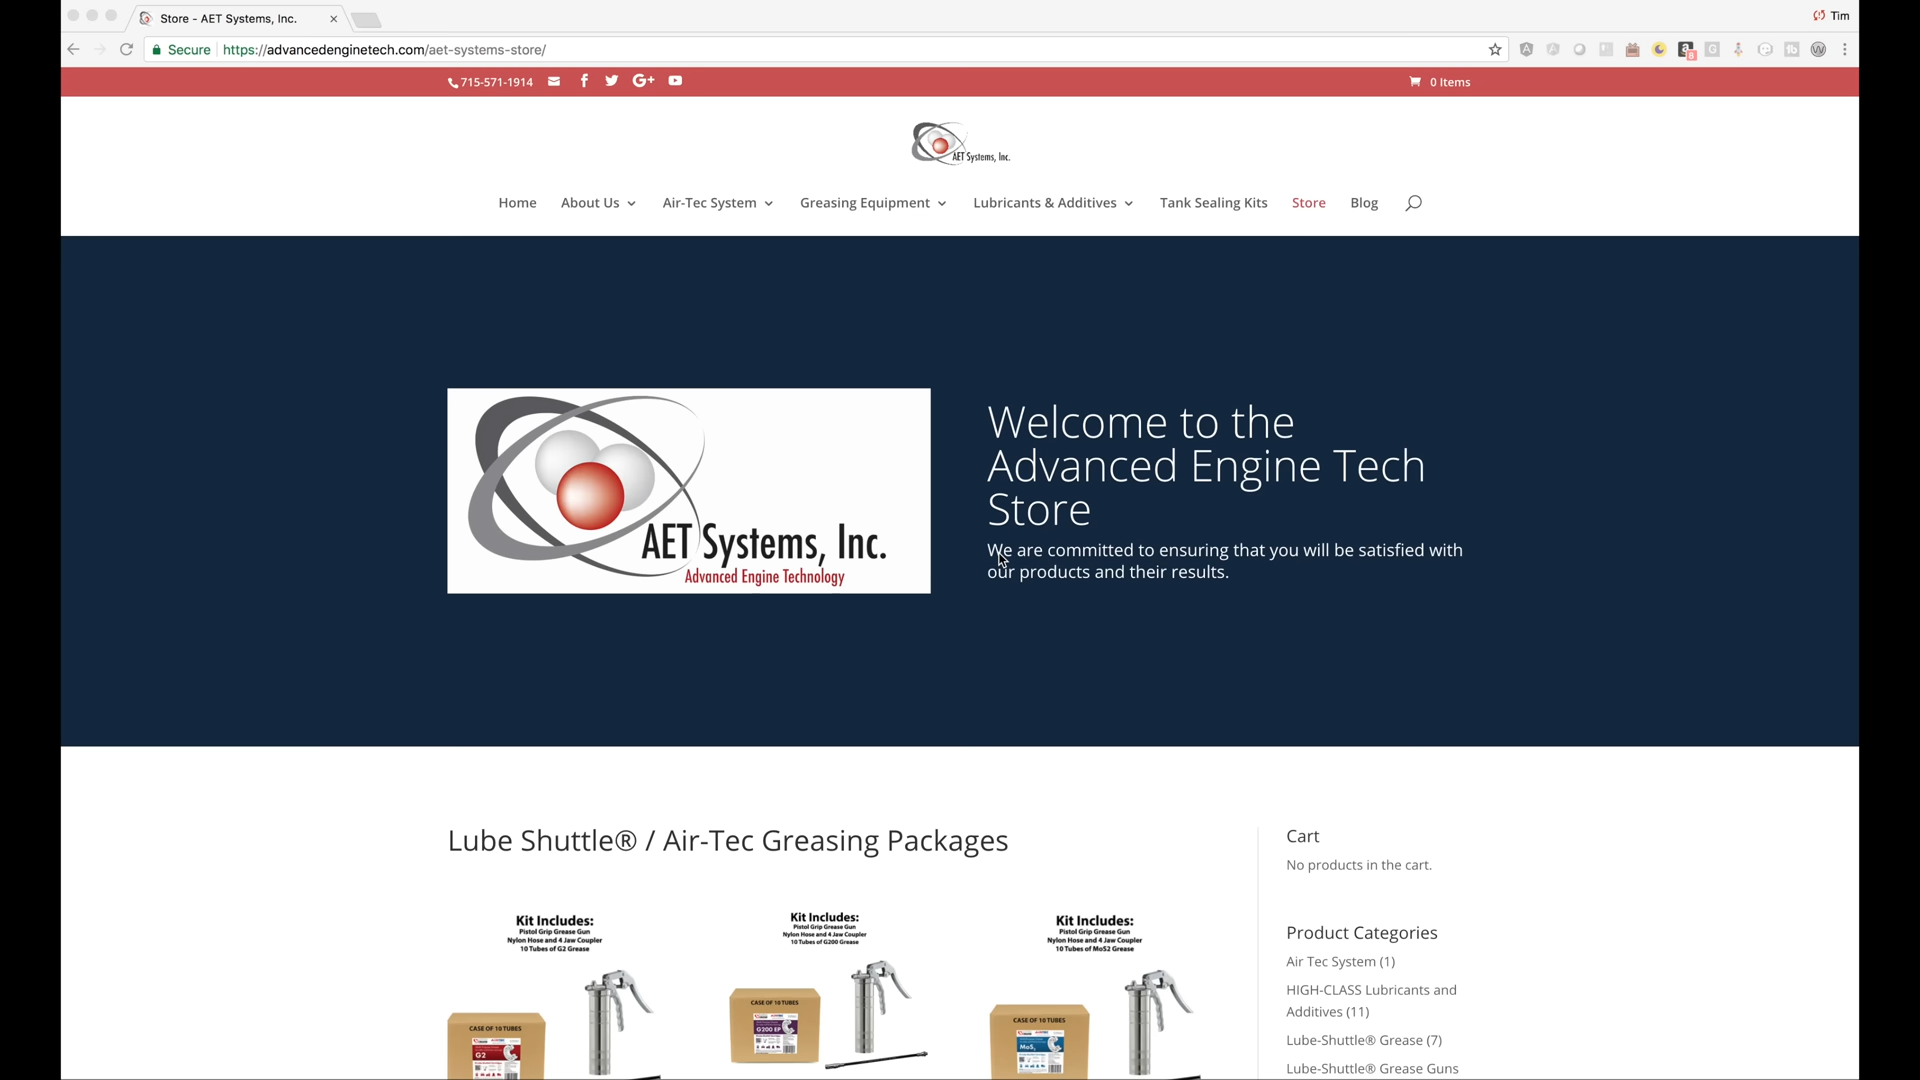 Store - AET Systems, Inc.
Tim
Secure https://advancedenginetech.com/aet-systems-store/
715-571-1914
0 Items
AET Systems, Inc.
Home About Us Air-Tec System Greasing Equipment Lubricants & Additives Tank Sealing Kits Store Blog
AET Systems, Inc.
Advanced Engine Technology
Welcome to the
Advanced Engine Tech
Store
We are committed to ensuring that you will be satisfied with
our products and their results.
Lube Shuttle® / Air-Tec Greasing Packages
Kit Includes:
Pistol Grip Grease Gun
Nylon Hose and 4 Jaw Coupler
10 Tubes of G2 Grease
CASE OF 10 TUBES
G2
Kit Includes:
Pistol Grip Grease Gun
Nylon Hose and 4 Jaw Coupler
10 Tubes of G200 Grease
CASE OF 10 TUBES
G200 EP
Kit Includes:
Pistol Grip Grease Gun
Nylon Hose and 4 Jaw Coupler
10 Tubes of MoS2 Grease
CASE OF 10 TUBES
MoS2
Cart
No products in the cart.
Product Categories
Air Tec System (1)
HIGH-CLASS Lubricants and
Additives (11)
Lube-Shuttle® Grease (7)
Lube-Shuttle® Grease Guns